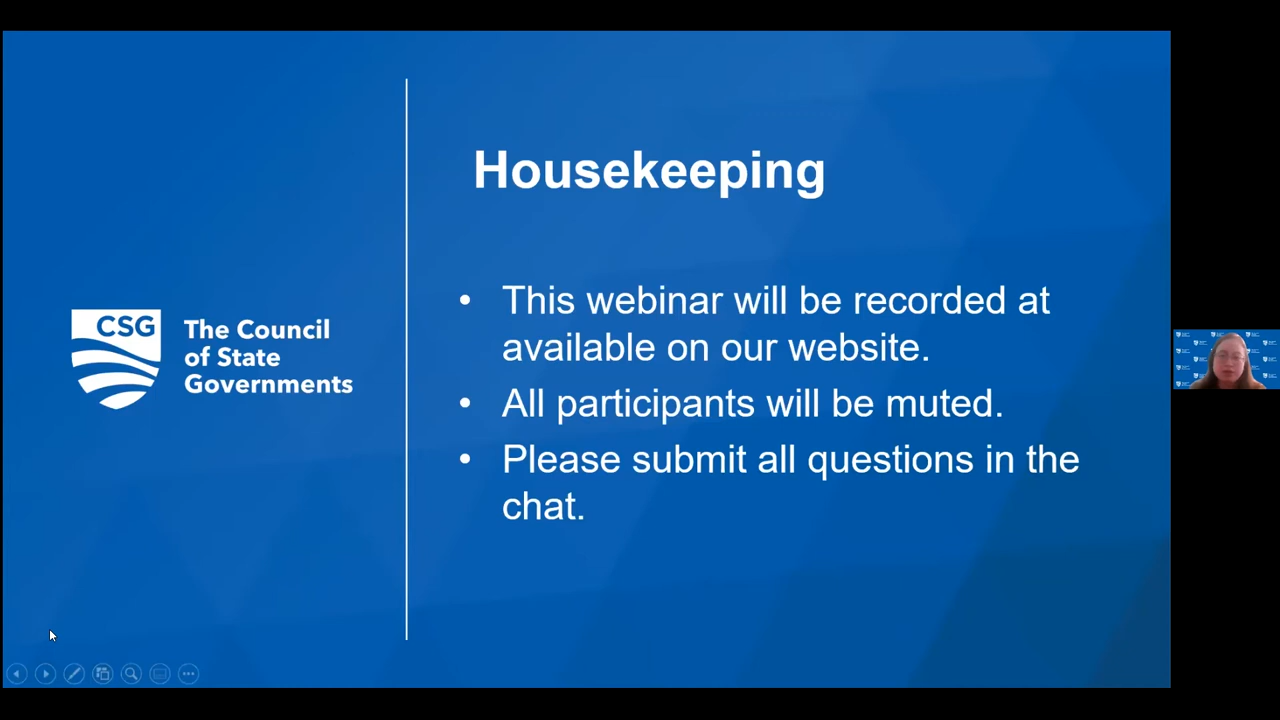 CSG
The Council
of State
Governments
Housekeeping
• This webinar will be recorded at
available on our website.
• All participants will be muted.
• Please submit all questions in the
chat.